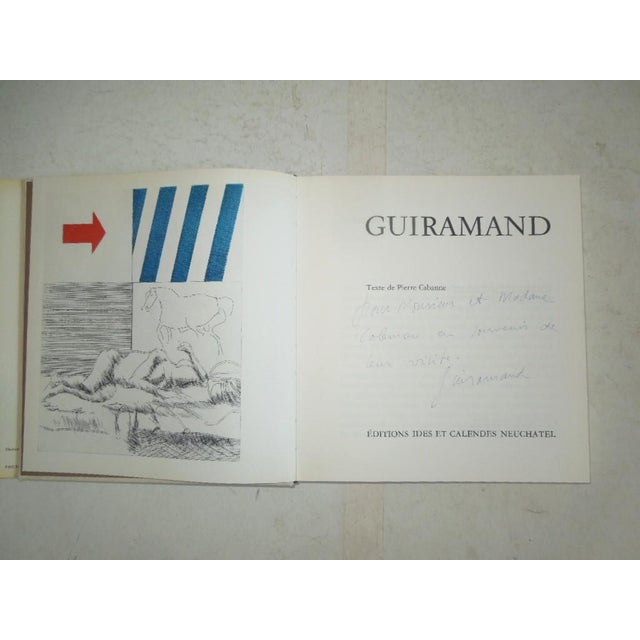 GUIRAMAND
Texte de Pierre Cabanne
pour Monsieur et Madame
Coleman en souvenir de
leur visite.
Guiramand
ÉDITIONS IDES ET CALENDES NEUCHATEL